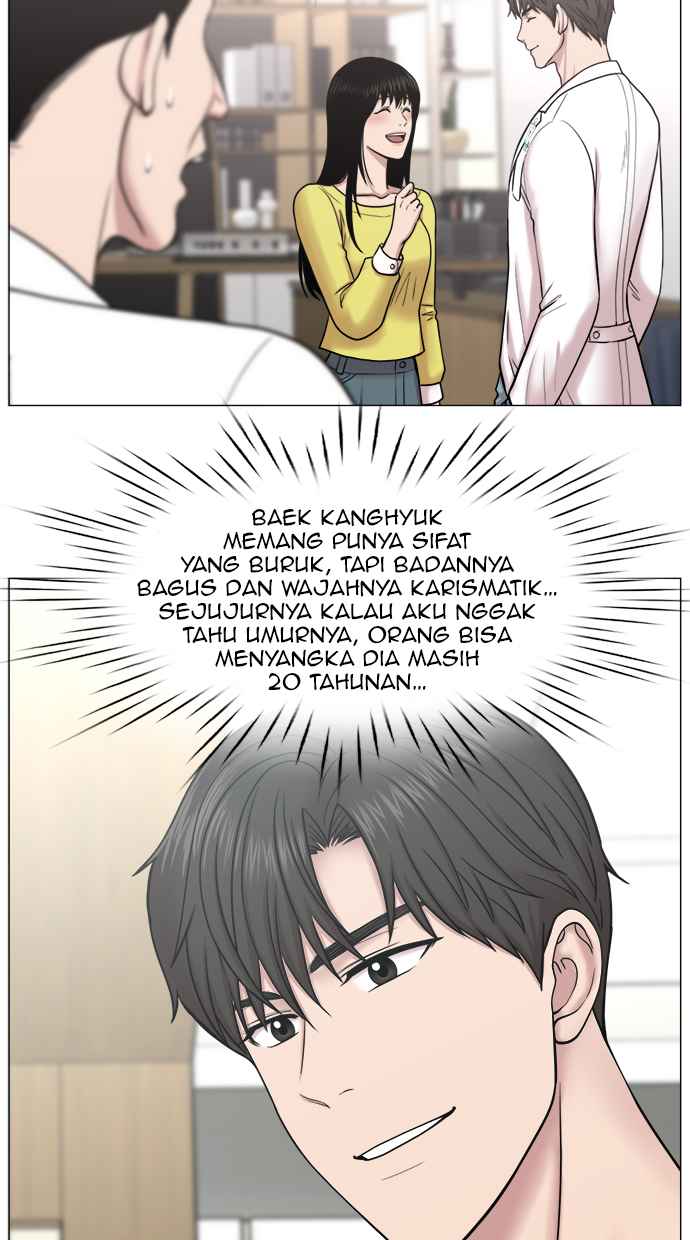 BAEK KANGHYUK
MEMANG PUNYA SIFAT
YANG BURUK, TAPI BADANNYA
BAGUS DAN WAJAHNYA KARISMATIK...
SEJUJURNYA KALAU AKU NGGAK
TAHU UMURNYA, ORANG BISA
MENYANGKA DIA MASIH
20 TAHUNAN...